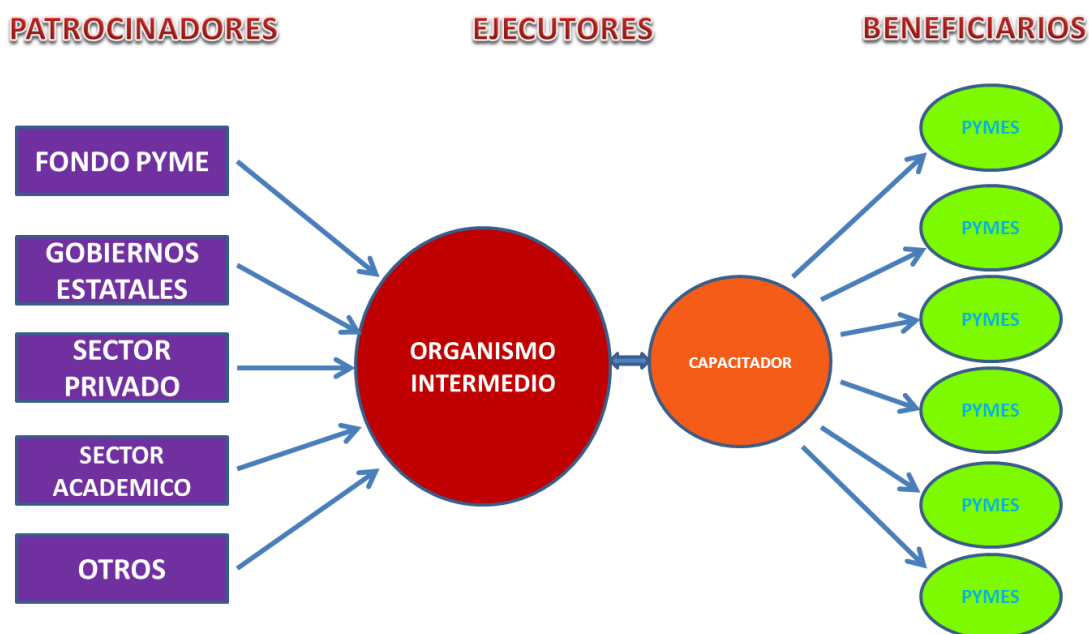 PATROCINADORES
EJECUTORES
BENEFICIARIOS
FONDO PYME
GOBIERNOS
ESTATALES
SECTOR
PRIVADO
SECTOR
ACADEMICO
OTROS
ORGANISMO
INTERMEDIO
CAPACITADOR
PYMES
PYMES
PYMES
PYMES
PYMES
PYMES